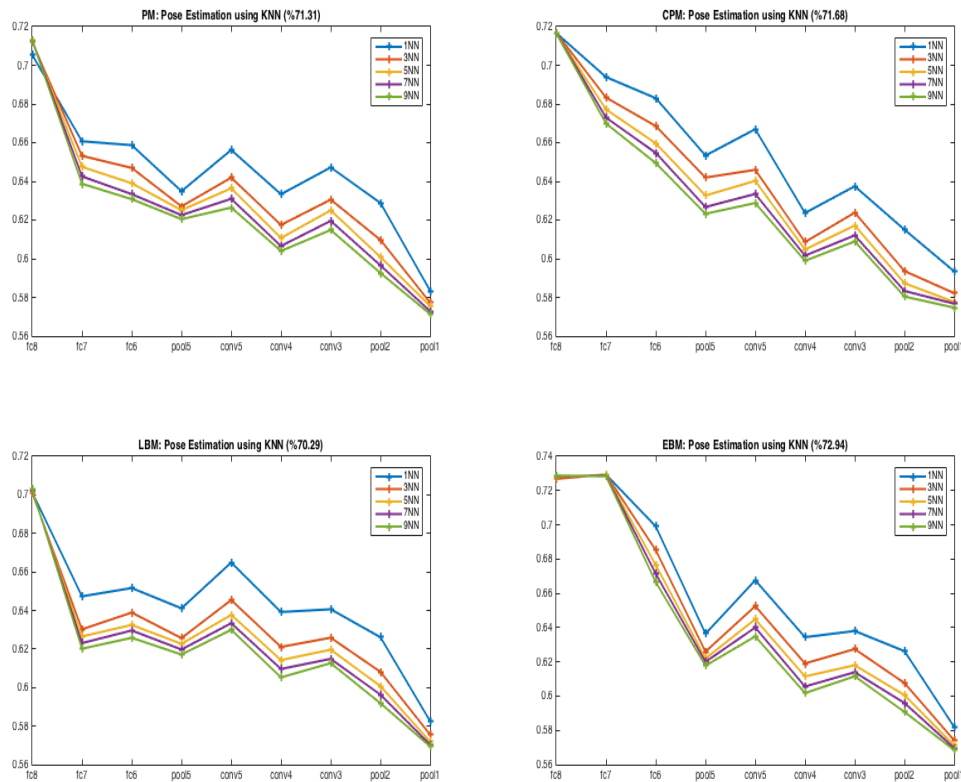 PM: Pose Estimation using KNN (%71.31)
0.72
0.7
0.68
0.66
0.64
0.62
0.6
0.58
0.56
fc8 fc7 fc6 pool5 conv5 conv4 conv3 pool2 pool1
1NN
3NN
5NN
7NN
9NN
CPM: Pose Estimation using KNN (%71.68)
0.72
0.7
0.68
0.66
0.64
0.62
0.6
0.58
0.56
fc8 fc7 fc6 pool5 conv5 conv4 conv3 pool2 pool1
1NN
3NN
5NN
7NN
9NN
LBM: Pose Estimation using KNN (%70.29)
0.72
0.7
0.68
0.66
0.64
0.62
0.6
0.58
0.56
fc8 fc7 fc6 pool5 conv5 conv4 conv3 pool2 pool1
1NN
3NN
5NN
7NN
9NN
EBM: Pose Estimation using KNN (%72.94)
0.74
0.72
0.7
0.68
0.66
0.64
0.62
0.6
0.58
0.56
fc8 fc7 fc6 pool5 conv5 conv4 conv3 pool2 pool1
1NN
3NN
5NN
7NN
9NN